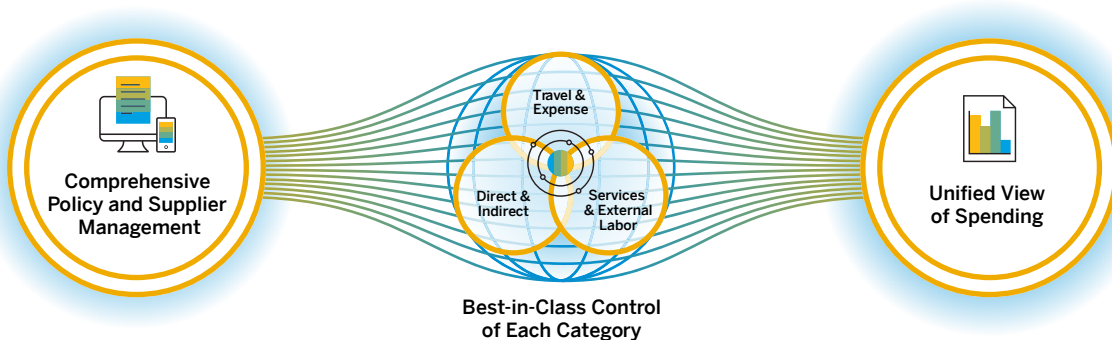 Comprehensive
Policy and Supplier
Management
Travel &
Expense
Direct &
Indirect
Services
& External
Labor
Best-in-Class Control
of Each Category
Unified View
of Spending